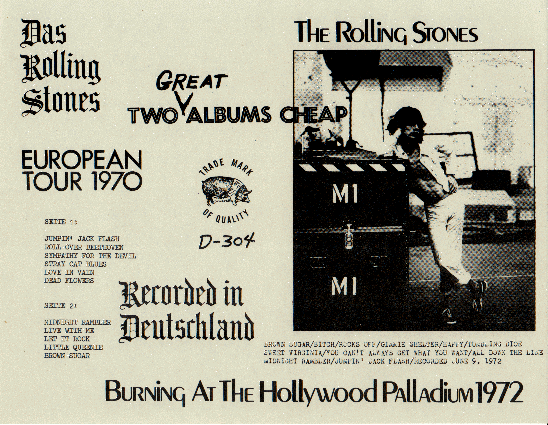 Das
Rolling
Stones
EUROPEAN
TOUR 1970
SEITE 1:
JUMPIN' JACK FLASH
ROLL OVER BEETHOVEN
SYMPATHY FOR THE DEVIL
STRAY CAT BLUES
LOVE IN VAIN
DEAD FLOWERS
SEITE 2:
MIDNIGHT RAMBLER
LIVE WITH ME
LET IT ROCK
LITTLE QUEENIE
BROWN SUGAR
GREAT
TWO ALBUMS CHEAP
TRADE MARK
OF QUALITY
D-304
Recorded in
Deutschland
THE ROLLING STONES
M1
M1
BROWN SUGAR/BITCH/ROCKS OFF/GIMMIE SHELTER/HAPPY/TUMBLING DICE
SWEET VIRGINIA/YOU CAN'T ALWAYS GET WHAT YOU WANT/ALL DOWN THE LINE
MIDNIGHT RAMBLER/JUMPIN' JACK FLASH/RECORDED JUNE 9, 1972
BURNING AT THE HOLLYWOOD PALLADIUM 1972